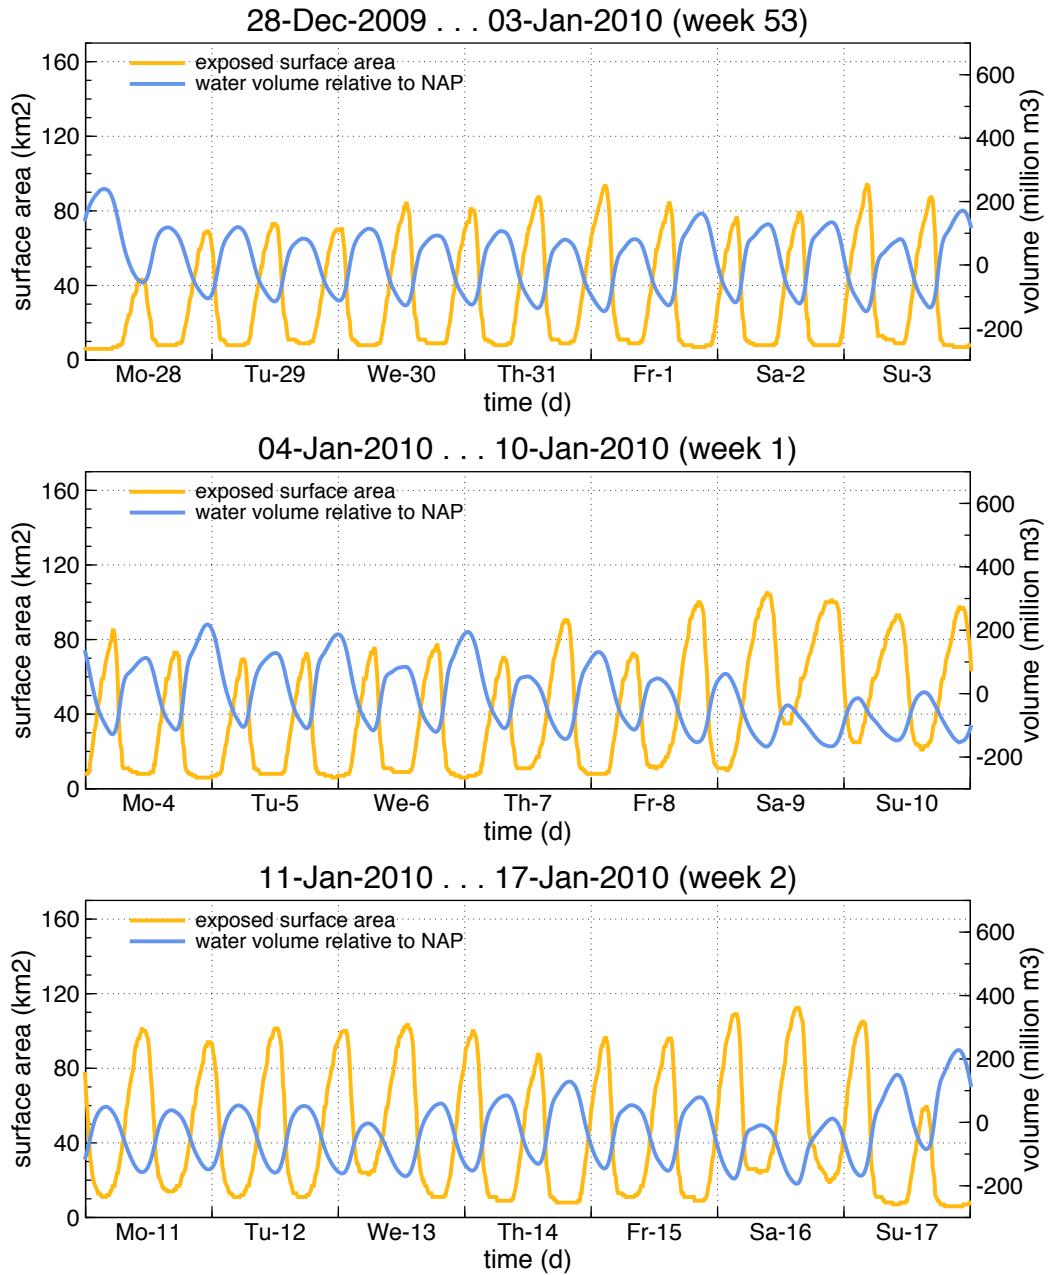 28-Dec-2009 . . . 03-Jan-2010 (week 53)
exposed surface area
water volume relative to NAP
surface area (km2)
0
40
80
120
160
volume (million m3)
600
400
200
0
-200
Mo-28 Tu-29 We-30 Th-31 Fr-1 Sa-2 Su-3
time (d)
04-Jan-2010 . . . 10-Jan-2010 (week 1)
exposed surface area
water volume relative to NAP
surface area (km2)
0
40
80
120
160
volume (million m3)
600
400
200
0
-200
Mo-4 Tu-5 We-6 Th-7 Fr-8 Sa-9 Su-10
time (d)
11-Jan-2010 . . . 17-Jan-2010 (week 2)
exposed surface area
water volume relative to NAP
surface area (km2)
0
40
80
120
160
volume (million m3)
600
400
200
0
-200
Mo-11 Tu-12 We-13 Th-14 Fr-15 Sa-16 Su-17
time (d)